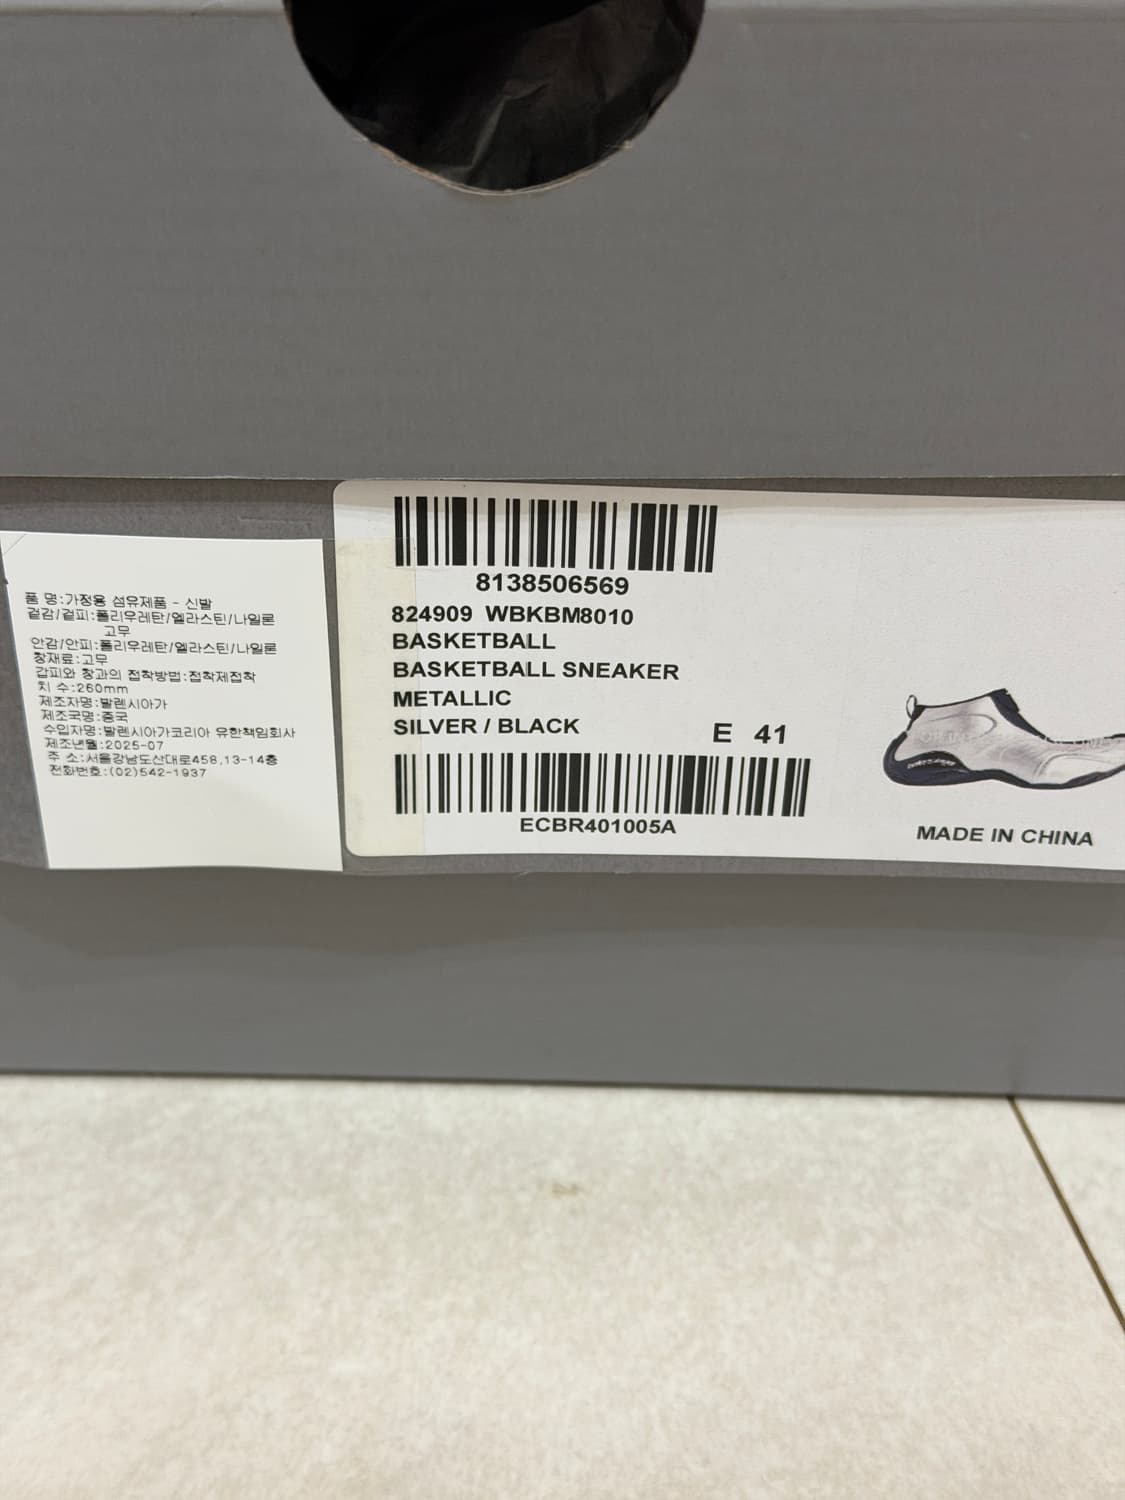 품 명:가정용 섬유제품 - 신발
겉감/겉피:폴리우레탄/엘라스틴/나일론
고무
안감/안피:폴리우레탄/엘라스틴/나일론
창재료:고무
갑피와 창과의 접착방법:접착제접착
치 수:260mm
제조자명:발렌시아가
제조국명:중국
수입자명:발렌시아가코리아 유한책임회사
제조년월:2025-07
주 소:서울강남도산대로458,13-14층
전화번호:(02)542-1937
8138506569
824909 WBKBM8010
BASKETBALL
BASKETBALL SNEAKER
METALLIC
SILVER / BLACK
E 41
ECBR401005A
MADE IN CHINA